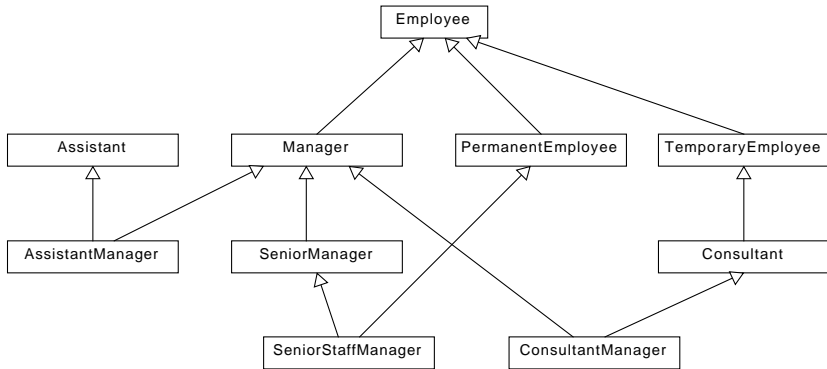 Employee
Assistant
Manager
PermanentEmployee
TemporaryEmployee
AssistantManager
SeniorManager
Consultant
SeniorStaffManager
ConsultantManager